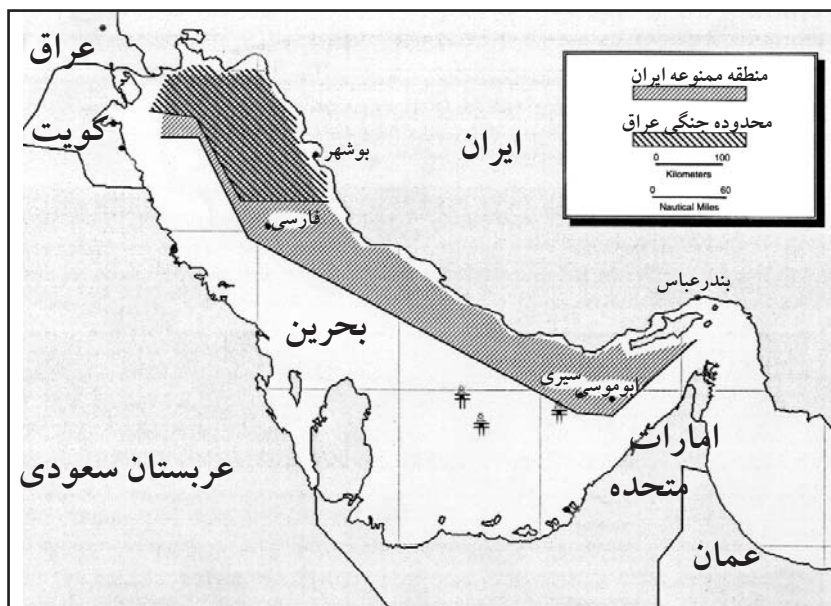 عراق
کویت
ایران
بوشهر
فارسی
بحرین
بندرعباس
سیری
ابوموسی
امارات
متحده
عربستان سعودی
عمان
منطقه ممنوعه ایران
محدوده جنگی عراق
0 100
Kilometers
0 60
Nautical Miles